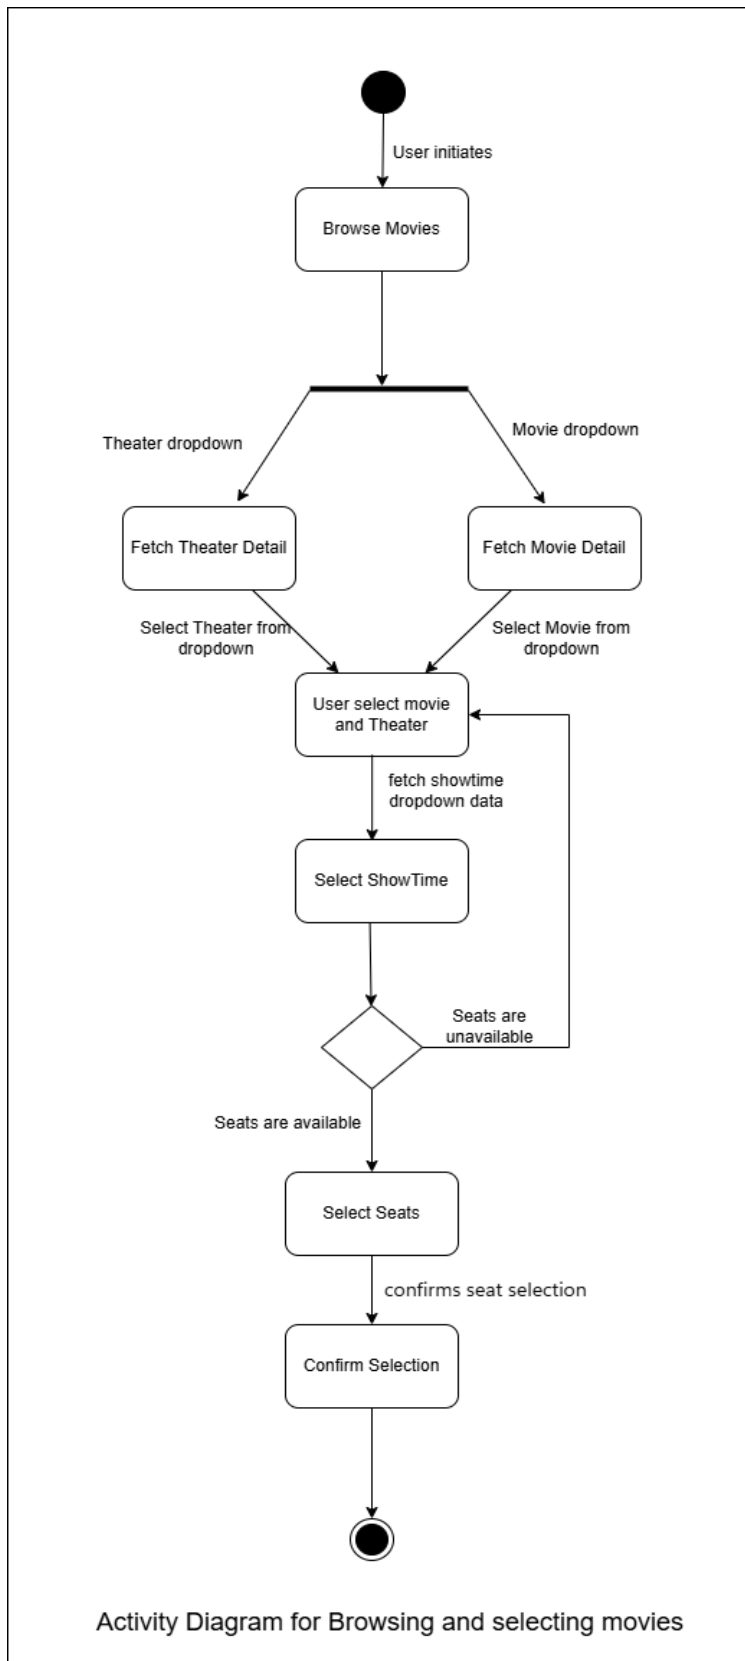 User initiates
Browse Movies
Theater dropdown
Movie dropdown
Fetch Theater Detail
Fetch Movie Detail
Select Theater from
dropdown
Select Movie from
dropdown
User select movie
and Theater
fetch showtime
dropdown data
Select ShowTime
Seats are
unavailable
Seats are available
Select Seats
confirms seat selection
Confirm Selection
Activity Diagram for Browsing and selecting movies